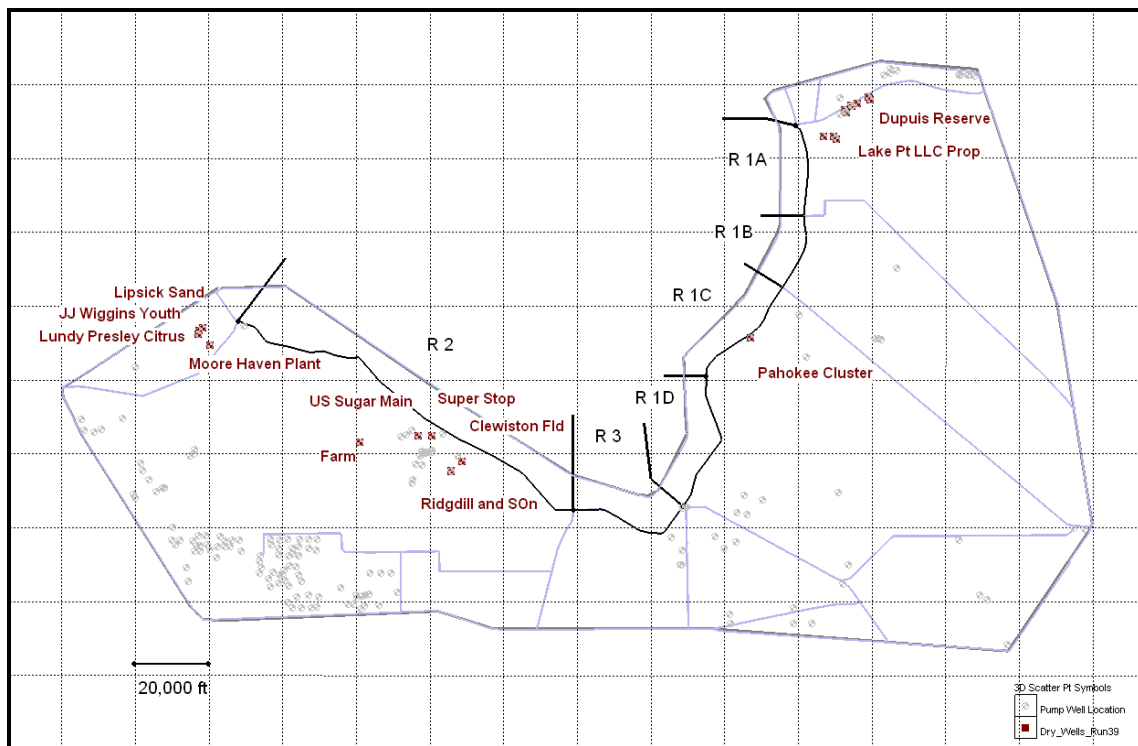 Dupuis Reserve
Lake Pt LLC Prop
R 1A
R 1B
R 1C
Lipsick Sand
JJ Wiggins Youth
Lundy Presley Citrus
Moore Haven Plant
R 2
Pahokee Cluster
US Sugar Main
Super Stop
R 1D
Clewiston Fld
R 3
Farm
Ridgdill and SOn
20,000 ft
3D Scatter Pt Symbols
Pump Well Location
Dry_Wells_Run39